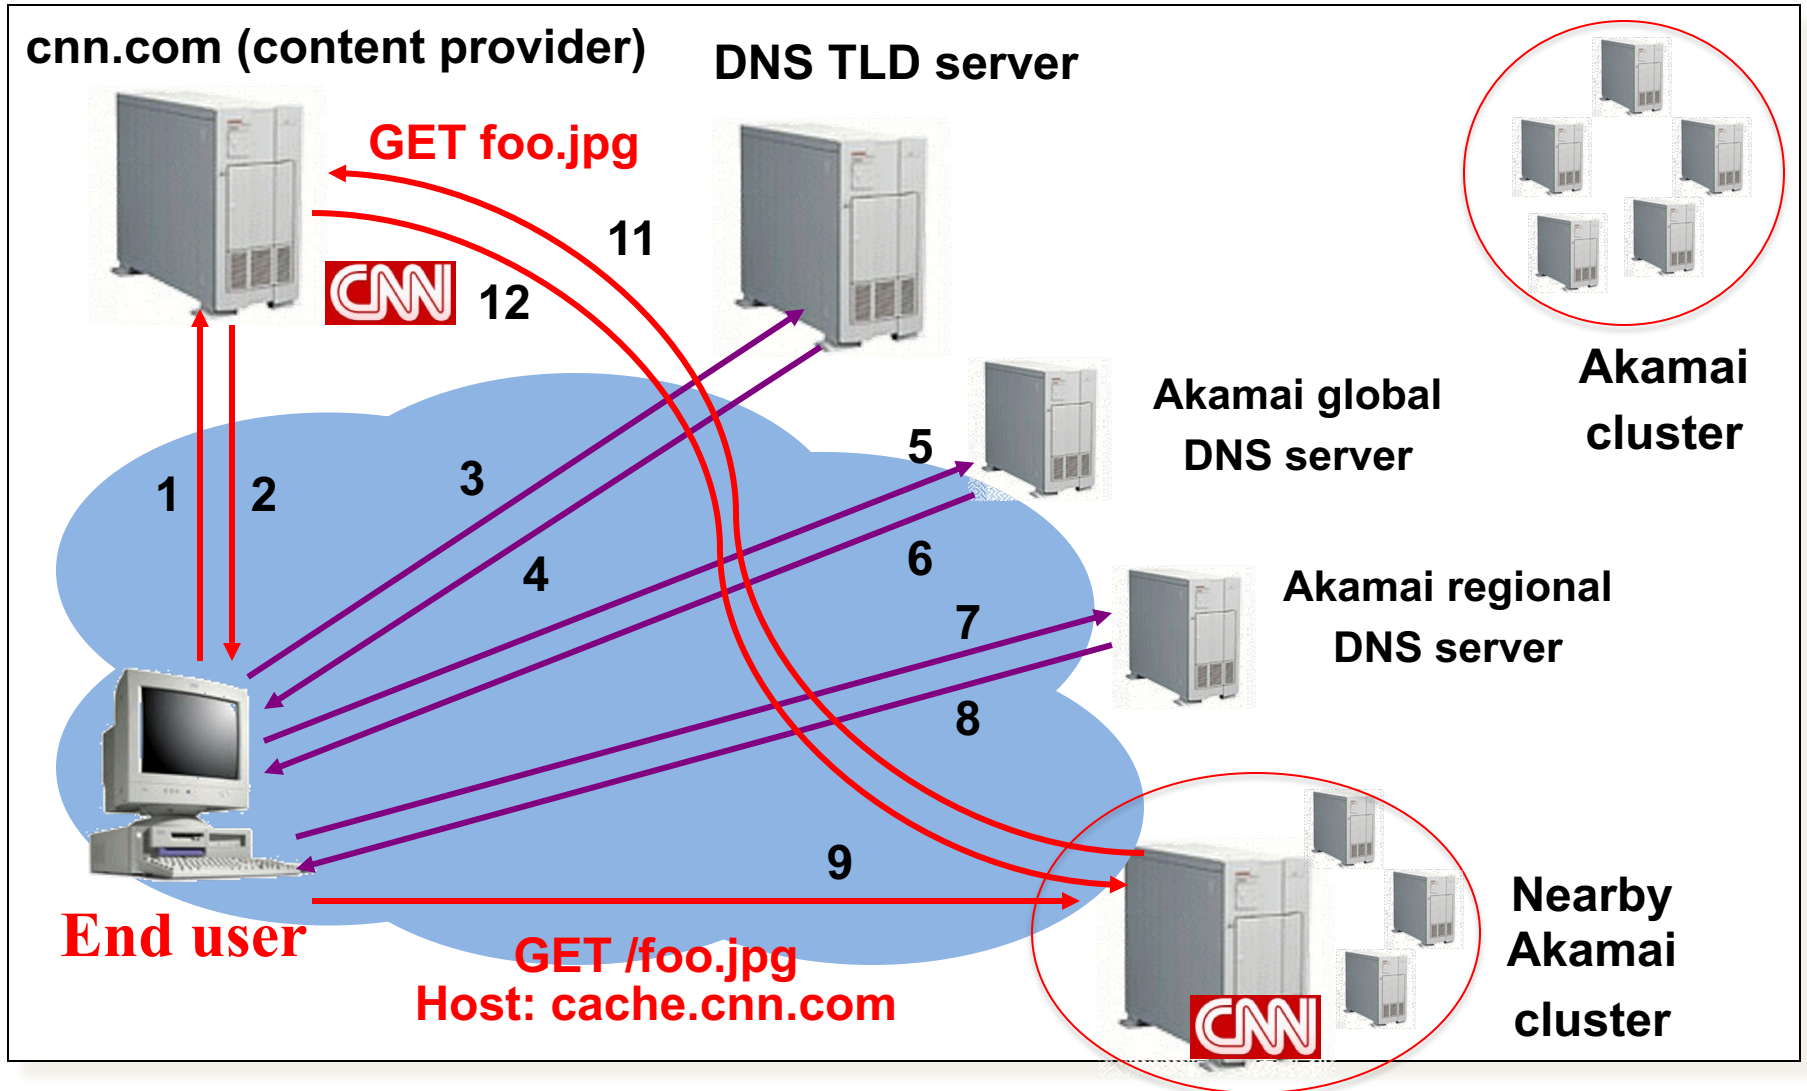 cnn.com (content provider)
DNS TLD server
GET foo.jpg
11
CNN
12
Akamai
cluster
Akamai global
DNS server
5
3
1
2
6
4
Akamai regional
DNS server
7
8
9
End user
GET /foo.jpg
Host: cache.cnn.com
Nearby
Akamai
cluster
CNN